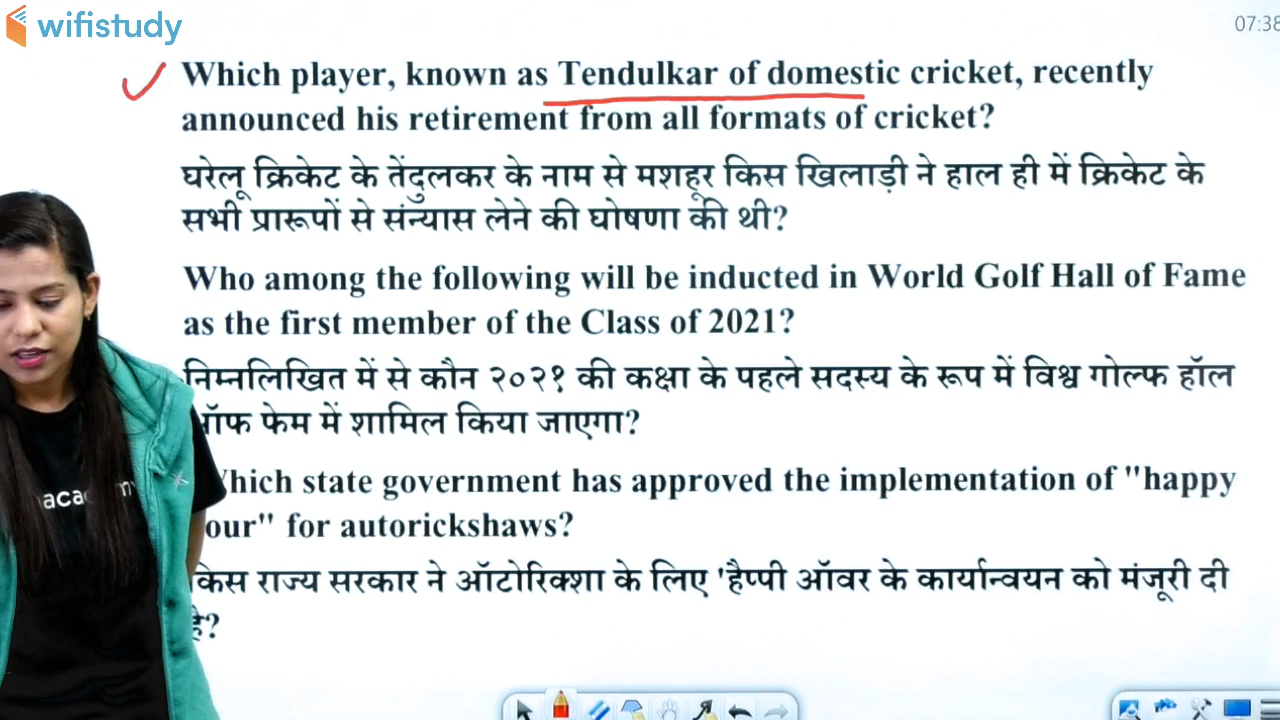 wifistudy
07:38
Which player, known as Tendulkar of domestic cricket, recently
announced his retirement from all formats of cricket?
घरेलू क्रिकेट के तेंदुलकर के नाम से मशहूर किस खिलाड़ी ने हाल ही में क्रिकेट के
सभी प्रारूपों से संन्यास लेने की घोषणा की थी?
Who among the following will be inducted in World Golf Hall of Fame
as the first member of the Class of 2021?
निम्नलिखित में से कौन २०२१ की कक्षा के पहले सदस्य के रूप में विश्व गोल्फ हॉल
ऑफ फेम में शामिल किया जाएगा?
Which state government has approved the implementation of "happy
our" for autorickshaws?
किस राज्य सरकार ने ऑटोरिक्शा के लिए 'हैप्पी ऑवर के कार्यान्वयन को मंजूरी दी
है?